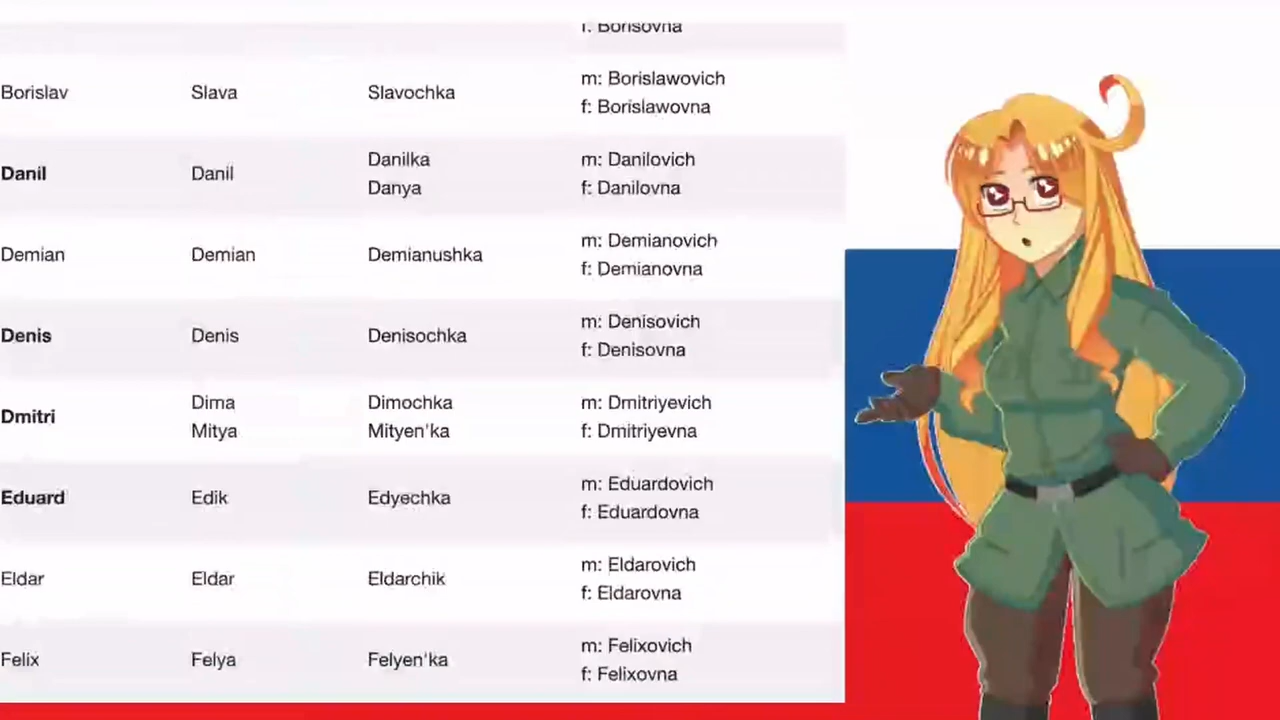 f: Borisovna
Borislav Slava Slavochka m: Borislawovich
f: Borislawovna
Danil Danil Danilka m: Danilovich
Danya f: Danilovna
Demian Demian Demianushka m: Demianovich
f: Demianovna
Denis Denis Denisochka m: Denisovich
f: Denisovna
Dmitri Dima Dimochka m: Dmitriyevich
Mitya Mityen'ka f: Dmitriyevna
Eduard Edik Edyechka m: Eduardovich
f: Eduardovna
Eldar Eldar Eldarchik m: Eldarovich
f: Eldarovna
Felix Felya Felyen'ka m: Felixovich
f: Felixovna